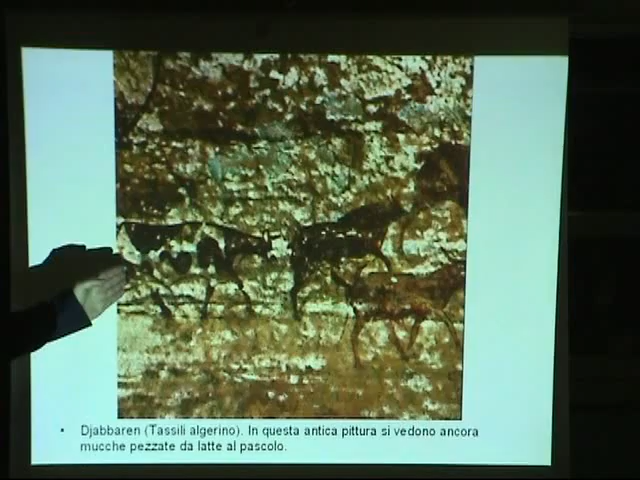 • Djabbaren (Tassili algerino). In questa antica pittura si vedono ancora
mucche pezzate da latte al pascolo.